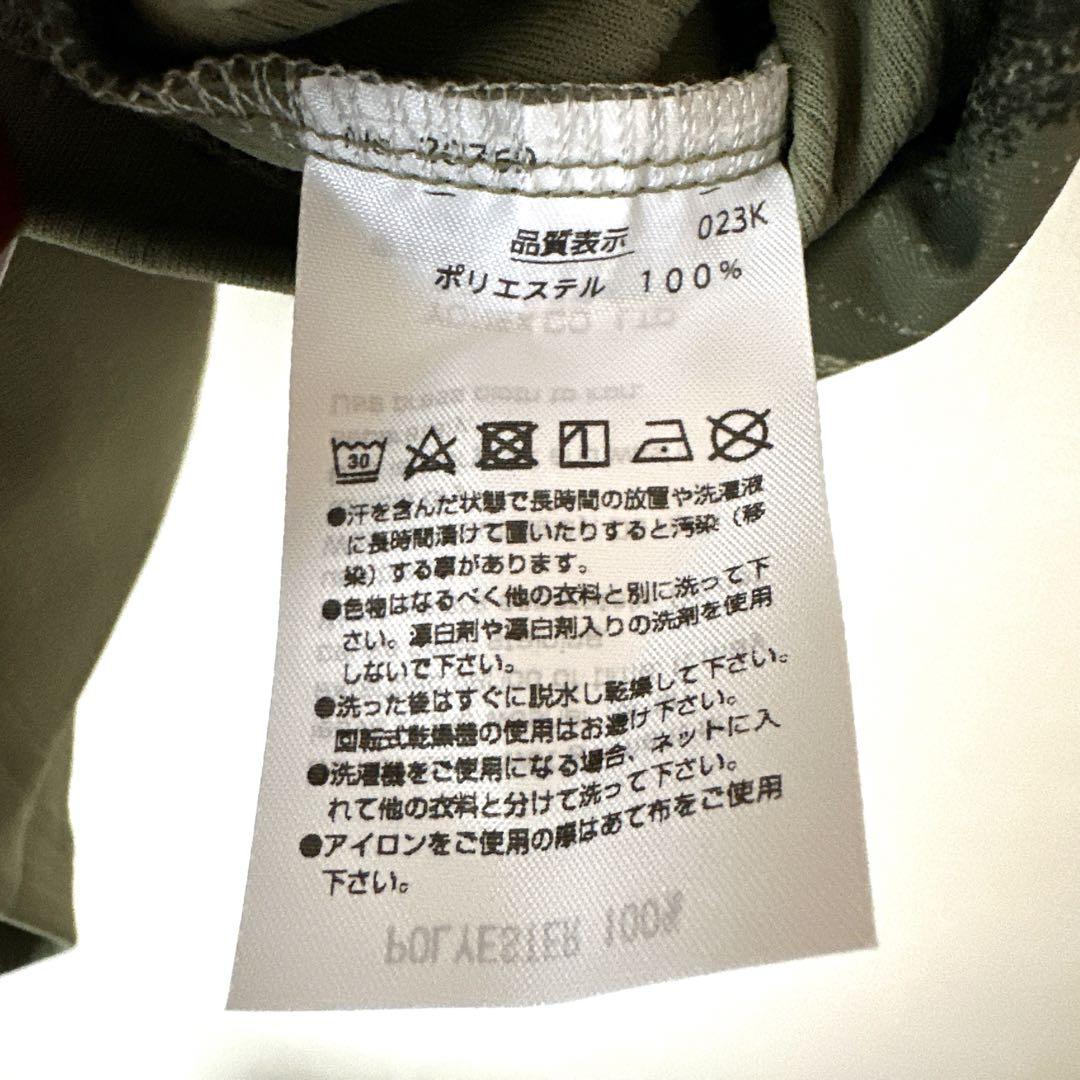 品質表示 023K
ポリエステル 100%
30
●汗を含んだ状態で長時間の放置や洗濯液
に長時間漬けて置いたりすると汚染（移
染）する事があります。
●色物はなるべく他の衣料と別に洗って下
さい。漂白剤や漂白剤入りの洗剤を使用
しないで下さい。
●洗った後はすぐに脱水し乾燥して下さい。
回転式乾燥機の使用はお避け下さい。
●洗濯機をご使用になる場合、ネットに入
れて他の衣料と分けて洗って下さい。
●アイロンをご使用の際はあて布をご使用
下さい。
POLYESTER 100%